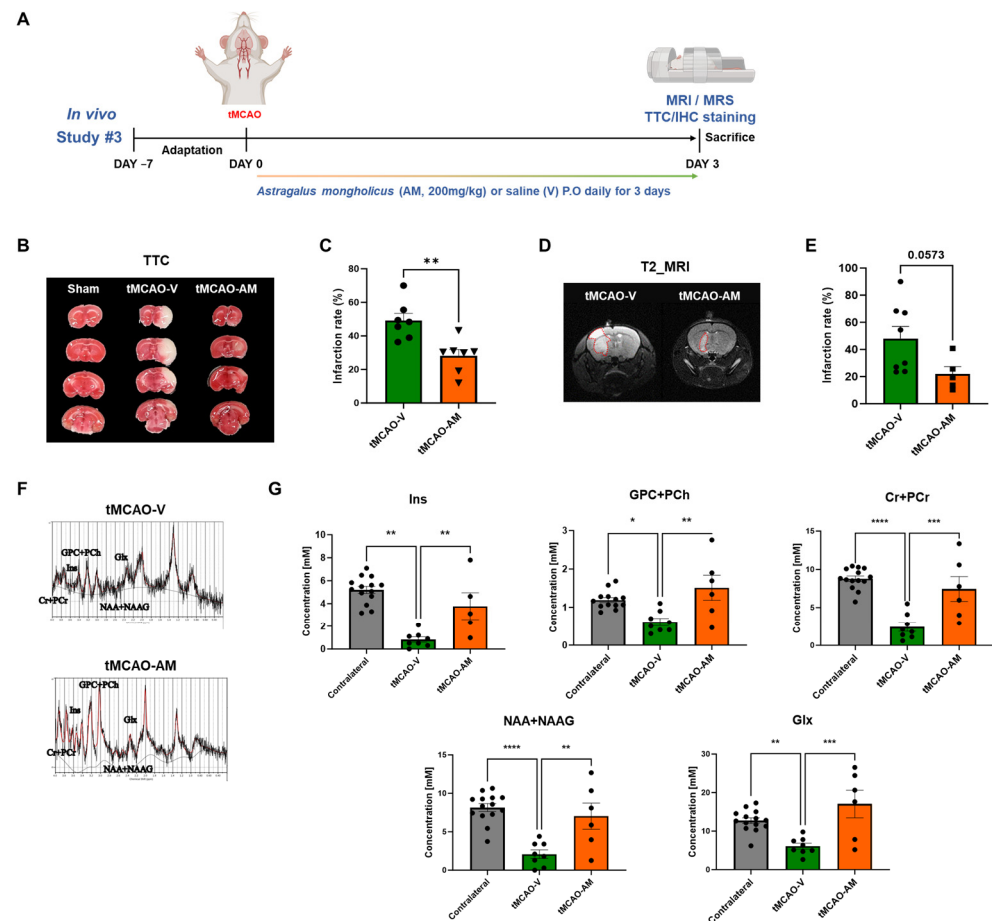 A
tMCAO
MRI / MRS
TTC/IHC staining
In vivo
Study #3
Adaptation
Sacrifice
DAY –7
DAY 0
DAY 3
Astragalus mongholicus (AM, 200mg/kg) or saline (V) P.O daily for 3 days
B
TTC
Sham
tMCAO-V
tMCAO-AM
C
**
Infarction rate (%)
80
60
40
20
0
tMCAO-V
tMCAO-AM
D
T2_MRI
tMCAO-V
tMCAO-AM
E
0.0573
Infarction rate (%)
100
80
60
40
20
0
tMCAO-V
tMCAO-AM
F
tMCAO-V
GPC+PCh
Ins
Glx
Cr+PCr
NAA+NAAG
tMCAO-AM
GPC+PCh
Ins
Glx
Cr+PCr
NAA+NAAG
G
Ins
** **
Concentration [mM]
10
8
6
4
2
0
Contralateral
tMCAO-V
tMCAO-AM
GPC+PCh
* **
Concentration [mM]
3
2
1
0
Contralateral
tMCAO-V
tMCAO-AM
Cr+PCr
**** ***
Concentration [mM]
15
10
5
0
Contralateral
tMCAO-V
tMCAO-AM
NAA+NAAG
**** **
Concentration [mM]
15
10
5
0
Contralateral
tMCAO-V
tMCAO-AM
Glx
** ***
Concentration [mM]
30
20
10
0
Contralateral
tMCAO-V
tMCAO-AM